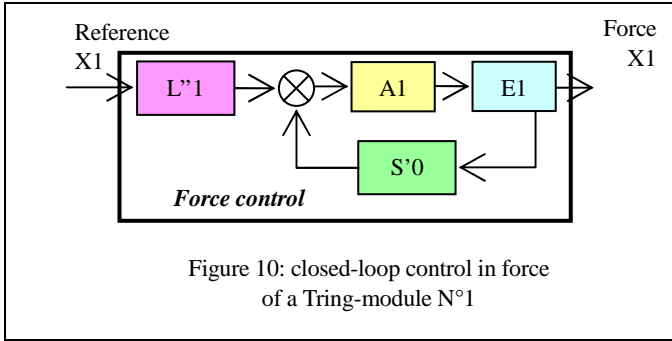 Reference
X1
Force
X1
L”1
A1
E1
S’0
Force control
Figure 10: closed-loop control in force
of a Tring-module N°1